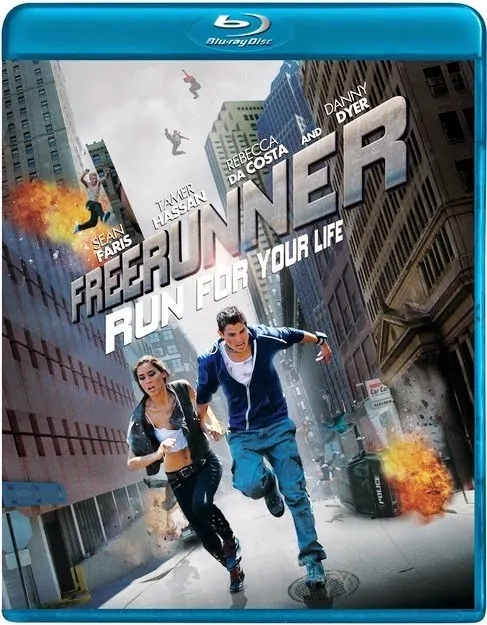 Blu-ray Disc
SEAN
FARIS
TAMER
HASSAN
REBECCA
DA COSTA
AND
DANNY
DYER
FREERUNNER
RUN FOR YOUR LIFE
POLICE